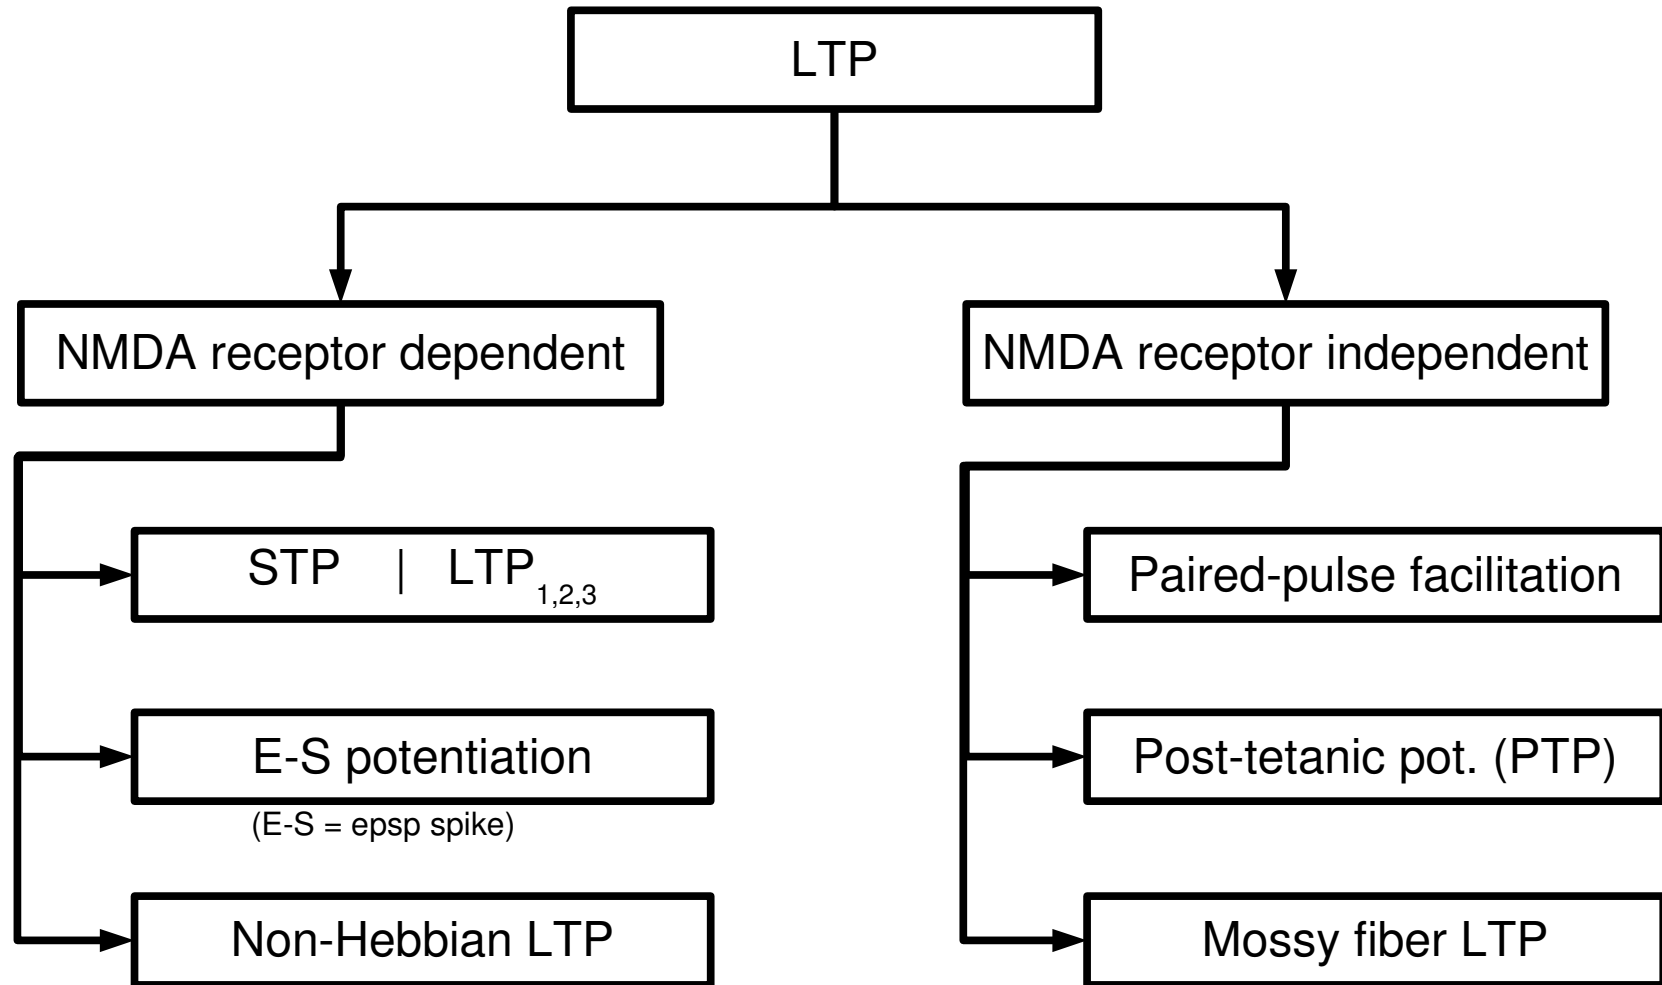 LTP
NMDA receptor dependent
NMDA receptor independent
STP | LTP1,2,3
Paired-pulse facilitation
E-S potentiation
(E-S = epsp spike)
Post-tetanic pot. (PTP)
Non-Hebbian LTP
Mossy fiber LTP